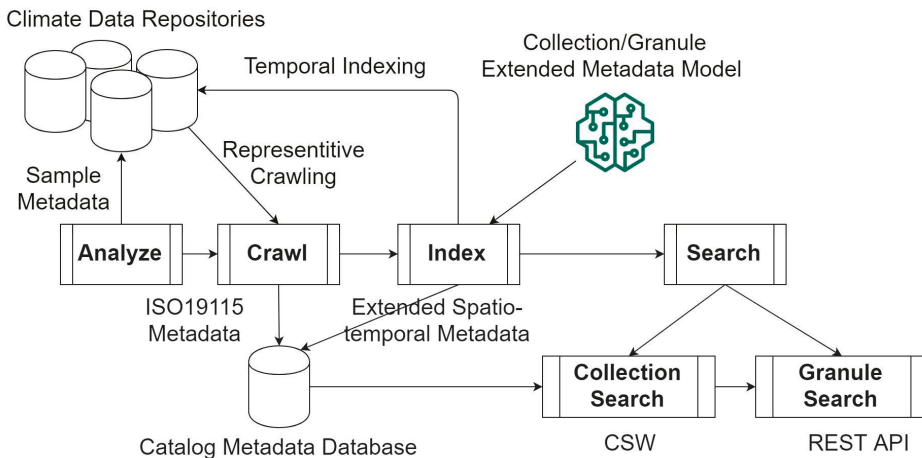 Climate Data Repositories
Temporal Indexing
Collection/Granule
Extended Metadata Model
Representitive
Crawling
Sample
Metadata
Analyze
Crawl
Index
Search
ISO19115
Metadata
Extended Spatio-
temporal Metadata
Collection
Search
Granule
Search
Catalog Metadata Database
CSW
REST API